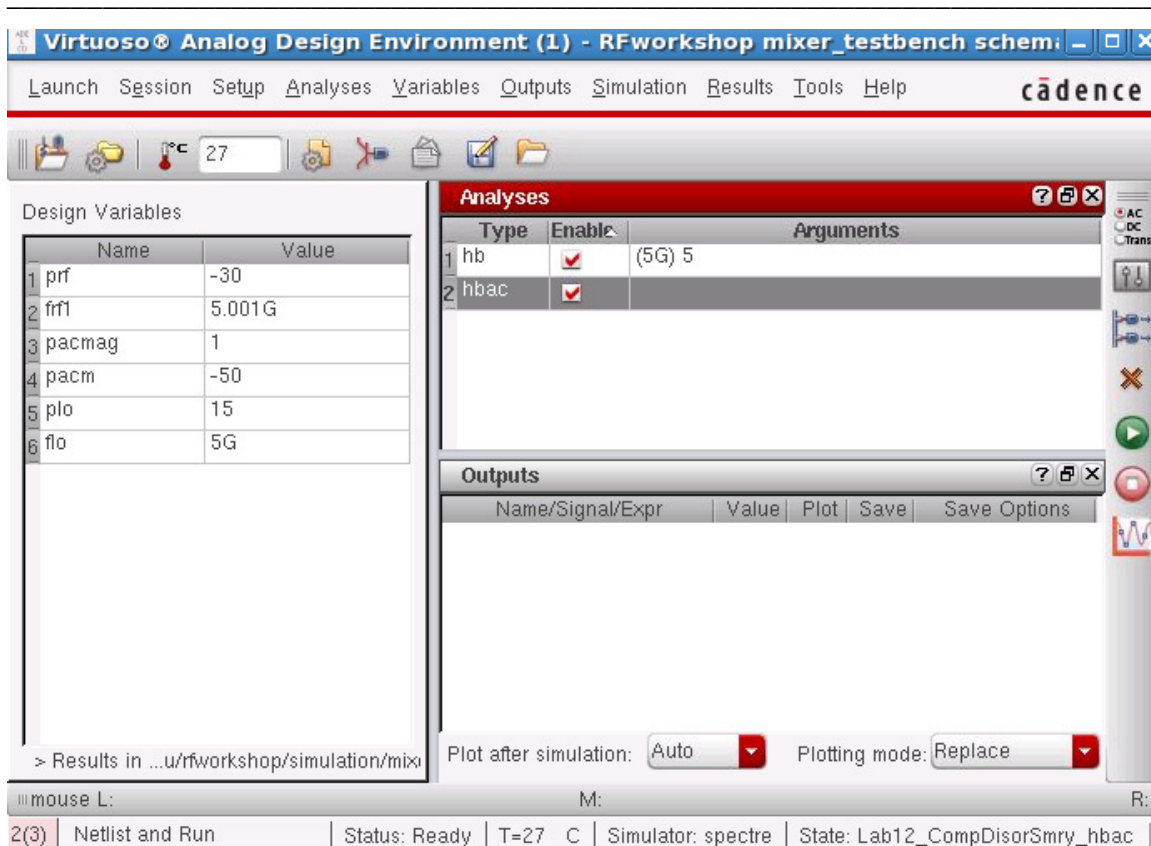 Virtuoso® Analog Design Environment (1) - RFworkshop mixer_testbench schem
Launch Session Setup Analyses Variables Outputs Simulation Results Tools Help cādence
°C 27
Design Variables
Name Value
1 prf -30
2 frf1 5.001G
3 pacmag 1
4 pacm -50
5 plo 15
6 flo 5G
> Results in ...u/rfworkshop/simulation/mix
Analyses
Type Enable Arguments
1 hb (5G) 5
2 hbac
Outputs
Name/Signal/Expr Value Plot Save Save Options
Plot after simulation: Auto Plotting mode: Replace
AC
DC
Trans
mouse L: M: R:
2(3) Netlist and Run Status: Ready T=27 C Simulator: spectre State: Lab12_CompDisorSmry_hbac